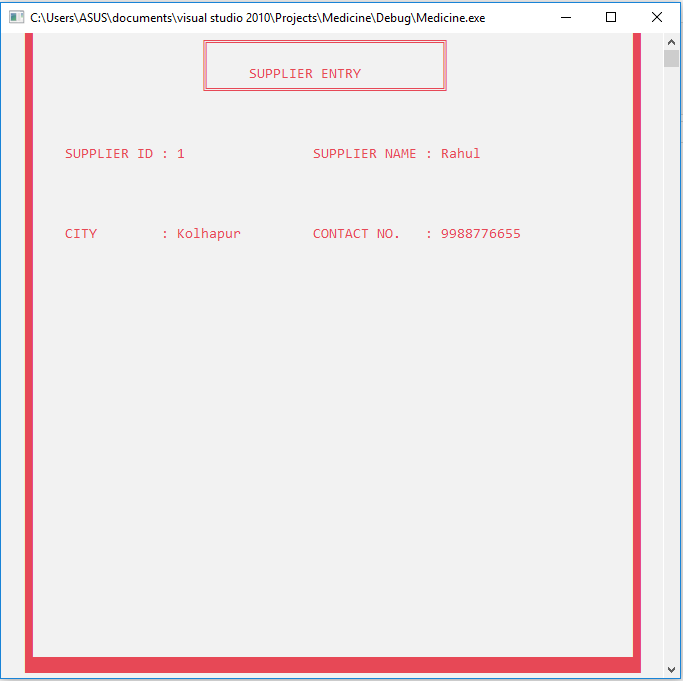 C:\Users\ASUS\documents\visual studio 2010\Projects\Medicine\Debug\Medicine.exe
SUPPLIER ENTRY
SUPPLIER ID : 1 SUPPLIER NAME : Rahul
CITY : Kolhapur CONTACT NO. : 9988776655